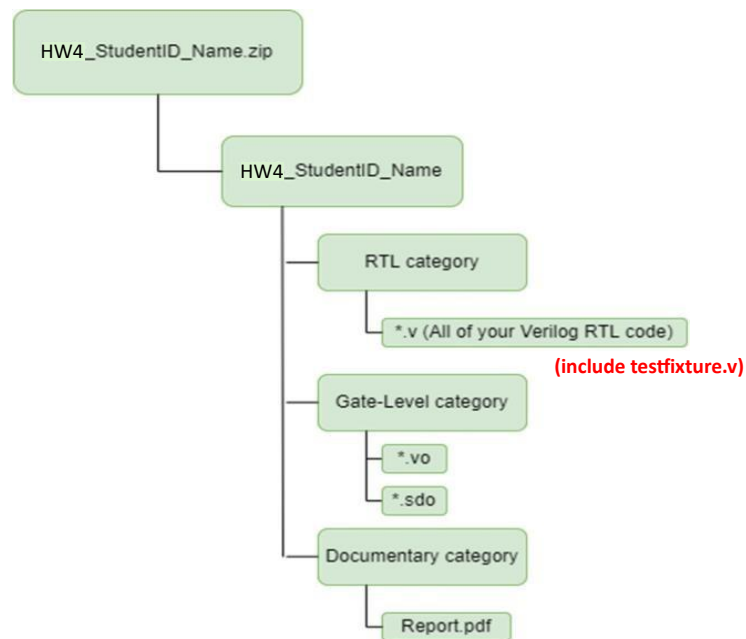 HW4_StudentID_Name.zip
HW4_StudentID_Name
RTL category
*.v (All of your Verilog RTL code)
(include testfixture.v)
Gate-Level category
*.vo
*.sdo
Documentary category
Report.pdf